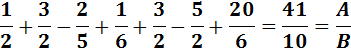 1/2 + 3/2 − 2/5 + 1/6 + 3/2 − 5/2 + 20/6 = 41/10 = A/B